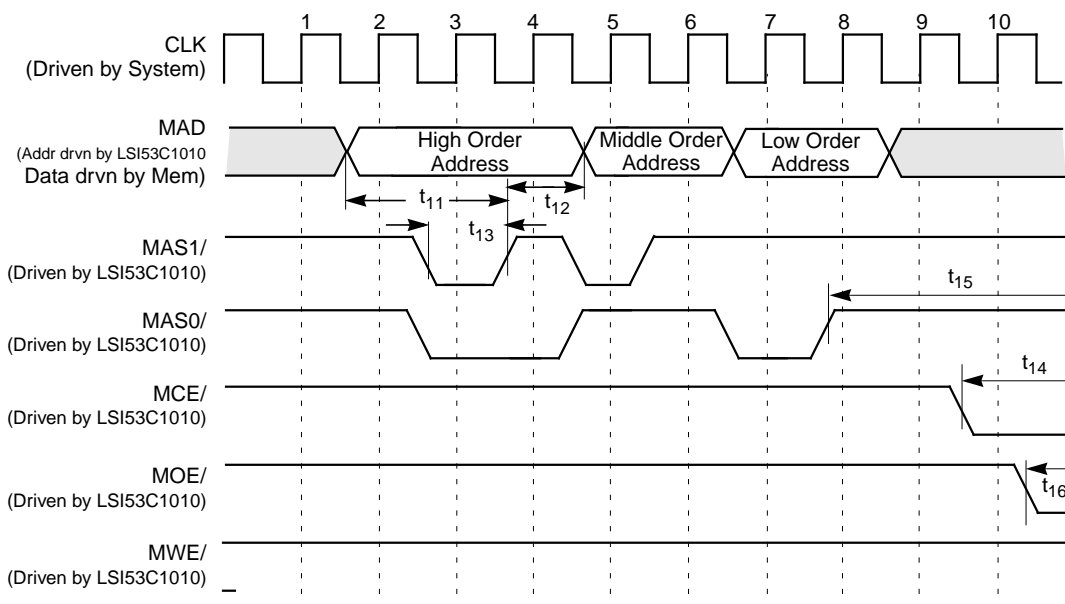 1 2 3 4 5 6 7 8 9 10
CLK
(Driven by System)
MAD
(Addr drvn by LSI53C1010
Data drvn by Mem)
High Order
Address
Middle Order
Address
Low Order
Address
t11
t12
t13
MAS1/
(Driven by LSI53C1010)
t15
MAS0/
(Driven by LSI53C1010)
t14
MCE/
(Driven by LSI53C1010)
MOE/
(Driven by LSI53C1010)
t16
MWE/
(Driven by LSI53C1010)